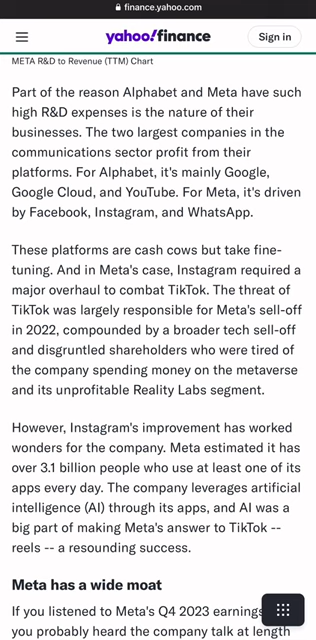 finance.yahoo.com
yahoo!finance
Sign in
META R&D to Revenue (TTM) Chart
Part of the reason Alphabet and Meta have such
high R&D expenses is the nature of their
businesses. The two largest companies in the
communications sector profit from their
platforms. For Alphabet, it's mainly Google,
Google Cloud, and YouTube. For Meta, it's driven
by Facebook, Instagram, and WhatsApp.
These platforms are cash cows but take fine-
tuning. And in Meta's case, Instagram required a
major overhaul to combat TikTok. The threat of
TikTok was largely responsible for Meta's sell-off
in 2022, compounded by a broader tech sell-off
and disgruntled shareholders who were tired of
the company spending money on the metaverse
and its unprofitable Reality Labs segment.
However, Instagram's improvement has worked
wonders for the company. Meta estimated it has
over 3.1 billion people who use at least one of its
apps every day. The company leverages artificial
intelligence (AI) through its apps, and AI was a
big part of making Meta's answer to TikTok --
reels -- a resounding success.
Meta has a wide moat
If you listened to Meta's Q4 2023 earnings
you probably heard the company talk at length